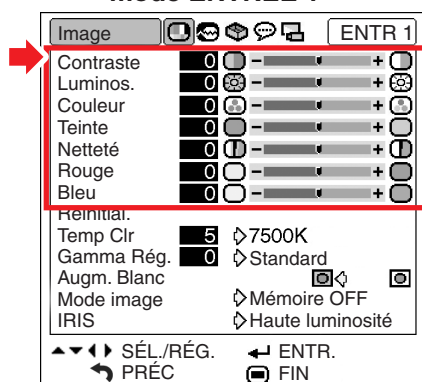 Mode ENTRÉE 1
Image ENTR 1
Contraste 0 - +
Luminos. 0 - +
Couleur 0 - +
Teinte 0 - +
Netteté 0 - +
Rouge 0 - +
Bleu 0 - +
Réinitial.
Temp Clr 5 7500K
Gamma Rég. 0 Standard
Augm. Blanc
Mode image Mémoire OFF
IRIS Haute luminosité
SÉL./RÉG. ENTR.
PRÉC FIN